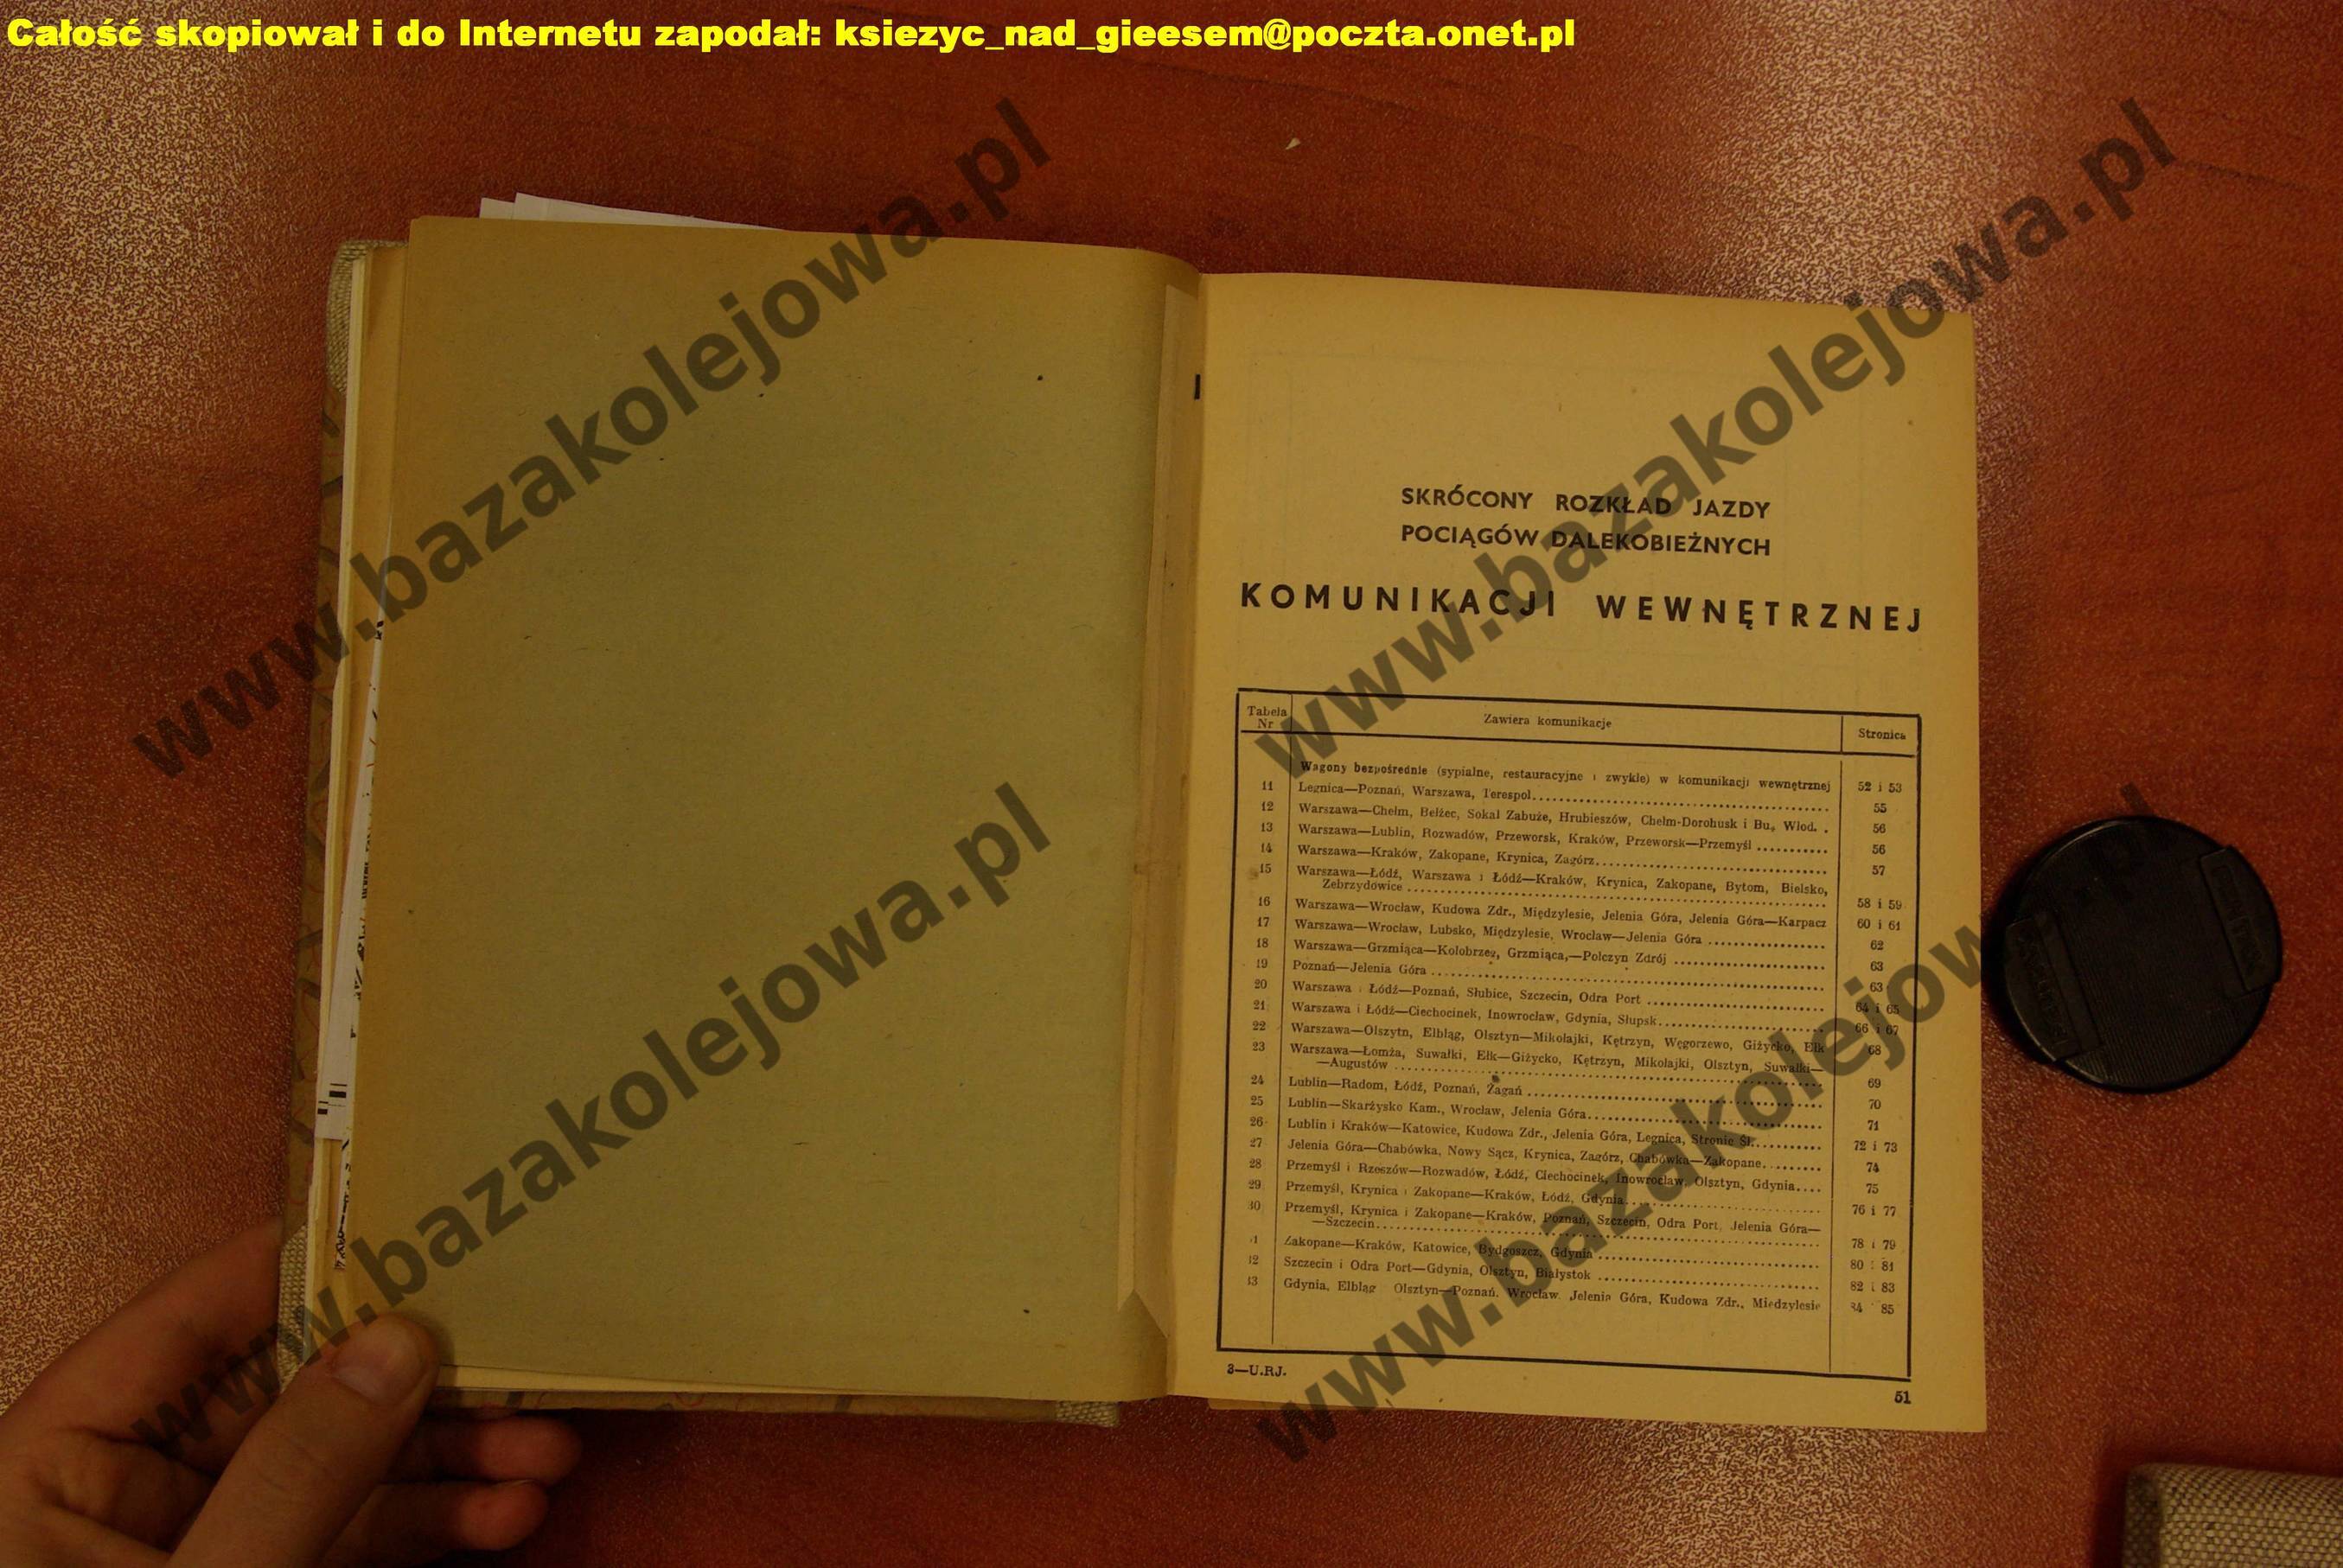 Całość skopiował i do Internetu zapodał: ksiezyc_nad_gieesem@poczta.onet.pl
www.bazakolejowa.pl
www.bazakolejowa.pl
www.bazakolejowa.pl
www.bazakolejowa.pl
SKRÓCONY ROZKŁAD JAZDY
POCIĄGÓW DALEKOBIEŻNYCH
KOMUNIKACJI WEWNĘTRZNEJ
Tabela Nr Zawiera komunikacje Stronica
Wagony bezpośrednie (sypialne, restauracyjne i zwykłe) w komunikacji wewnętrznej 52 i 53
11 Legnica—Poznań, Warszawa, Terespol 55
12 Warszawa—Chełm, Bełżec, Sokal Zabuże, Hrubieszów, Chełm-Dorohusk i Bug Włod. 56
13 Warszawa—Lublin, Rozwadów, Przeworsk, Kraków, Przeworsk—Przemyśl 56
14 Warszawa—Kraków, Zakopane, Krynica, Zagórz 57
15 Warszawa—Łódź, Warszawa i Łódź—Kraków, Krynica, Zakopane, Bytom, Bielsko,
Zebrzydowice 58 i 59
16 Warszawa—Wrocław, Kudowa Zdr., Międzylesie, Jelenia Góra, Jelenia Góra—Karpacz 60 i 61
17 Warszawa—Wrocław, Lubsko, Międzylesie, Wrocław—Jelenia Góra 62
18 Warszawa—Grzmiąca—Kołobrzeg, Grzmiąca,—Polczyn Zdrój 63
19 Poznań—Jelenia Góra 63
20 Warszawa i Łódź—Poznań, Słubice, Szczecin, Odra Port 64 i 65
21 Warszawa i Łódź—Ciechocinek, Inowrocław, Gdynia, Słupsk 66 i 67
22 Warszawa—Olszytn, Elbląg, Olsztyn—Mikołajki, Kętrzyn, Węgorzewo, Giżycko, Ełk 68
23 Warszawa—Łomża, Suwałki, Ełk—Giżycko, Kętrzyn, Mikołajki, Olsztyn, Suwałki—
—Augustów 69
24 Lublin—Radom, Łódź, Poznań, Żagań 70
25 Lublin—Skarżysko Kam., Wrocław, Jelenia Góra 71
26 Lublin i Kraków—Katowice, Kudowa Zdr., Jelenia Góra, Legnica, Stronie Śl. 72 i 73
27 Jelenia Góra—Chabówka, Nowy Sącz, Krynica, Zagórz, Chabówka—Zakopane 74
28 Przemyśl i Rzeszów—Rozwadów, Łódź, Ciechocinek, Inowrocław, Olsztyn, Gdynia 75
29 Przemyśl, Krynica i Zakopane—Kraków, Łódź, Gdynia 76 i 77
30 Przemyśl, Krynica i Zakopane—Kraków, Poznań, Szczecin, Odra Port, Jelenia Góra—
—Szczecin 78 i 79
1 Zakopane—Kraków, Katowice, Bydgoszcz, Gdynia 80 i 81
12 Szczecin i Odra Port—Gdynia, Olsztyn, Białystok 82 i 83
13 Gdynia, Elbląg Olsztyn—Poznań, Wrocław, Jelenia Góra, Kudowa Zdr., Międzylesie 84 85
3—U.RJ.
51